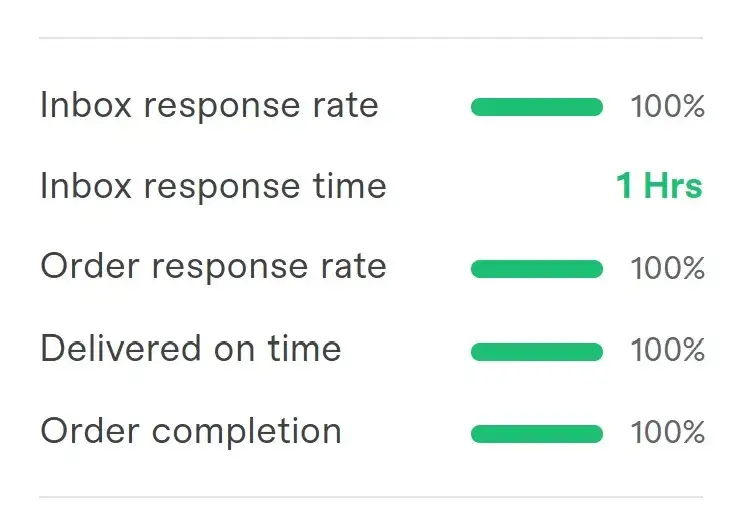 Inbox response rate 100%
Inbox response time 1 Hrs
Order response rate 100%
Delivered on time 100%
Order completion 100%